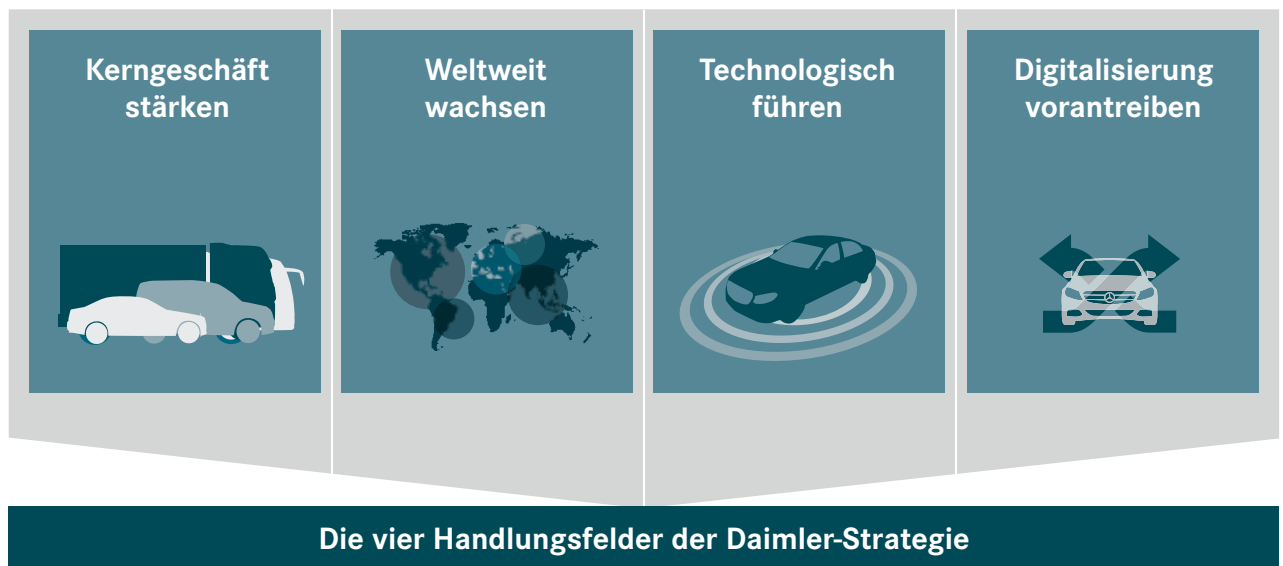 Kerngeschäft
stärken
Weltweit
wachsen
Technologisch
führen
Digitalisierung
vorantreiben
Die vier Handlungsfelder der Daimler-Strategie